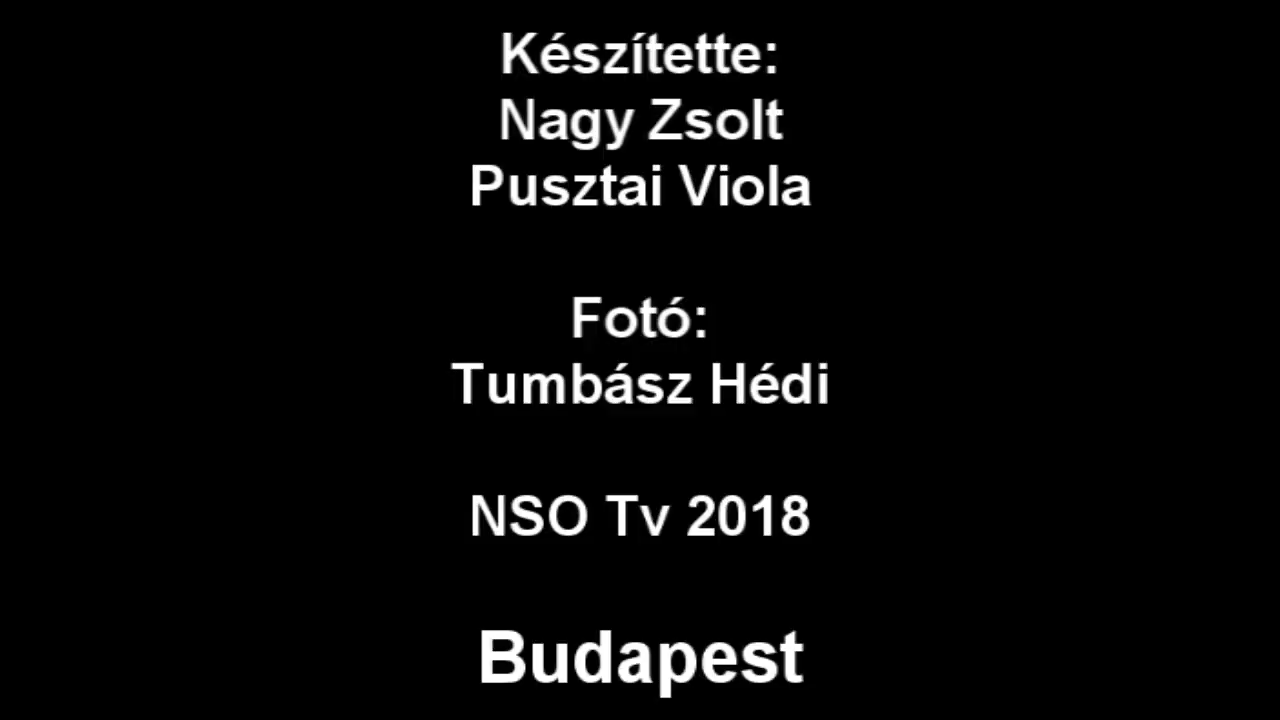 Készítette:
Nagy Zsolt
Pusztai Viola
Fotó:
Tumbász Hédi
NSO Tv 2018
Budapest